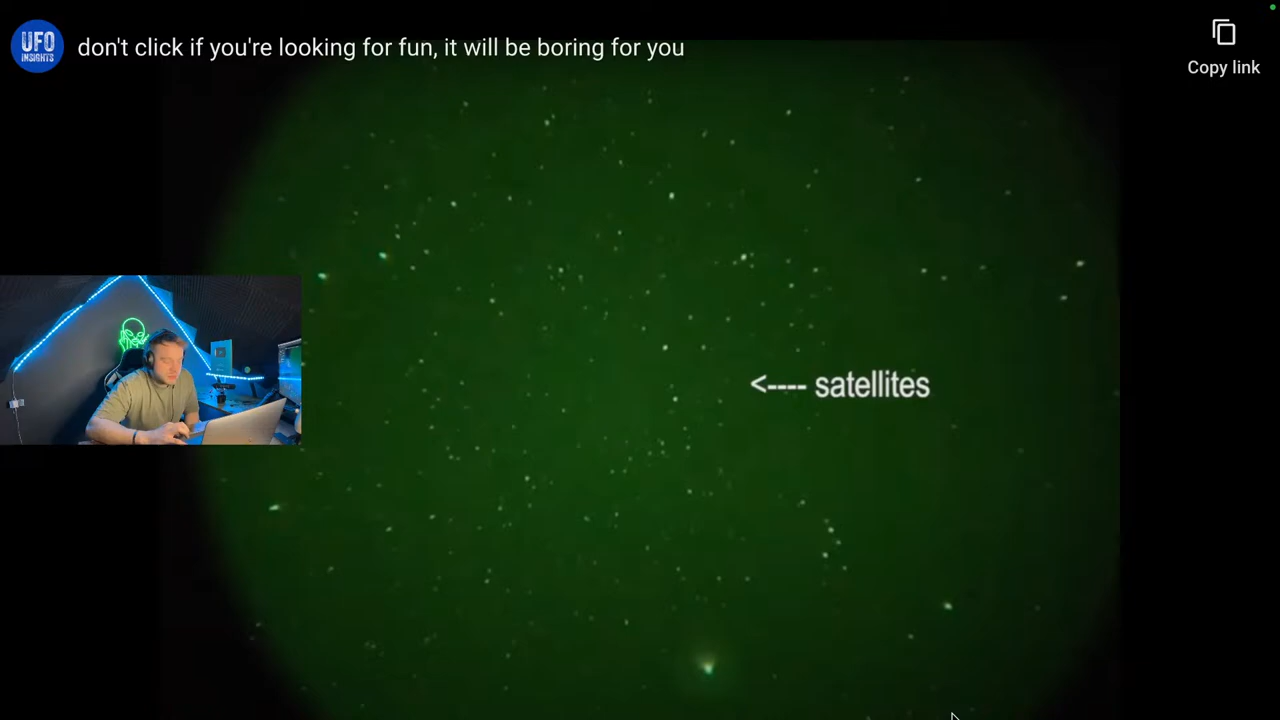 UFO
INSIGHTS
don't click if you're looking for fun, it will be boring for you
Copy link
<---- satellites